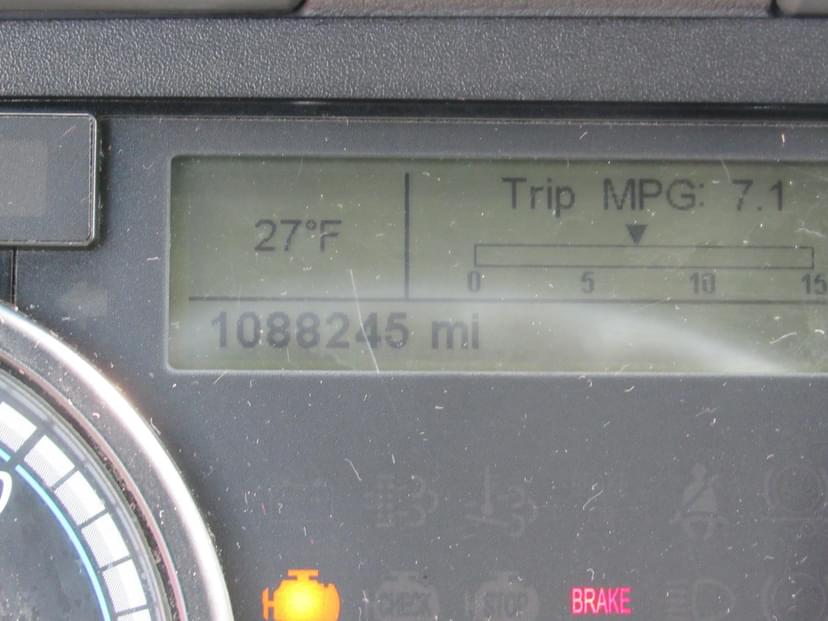 Trip MPG: 7.1
27°F
0 5 10 15
1088245 mi
CHECK STOP BRAKE